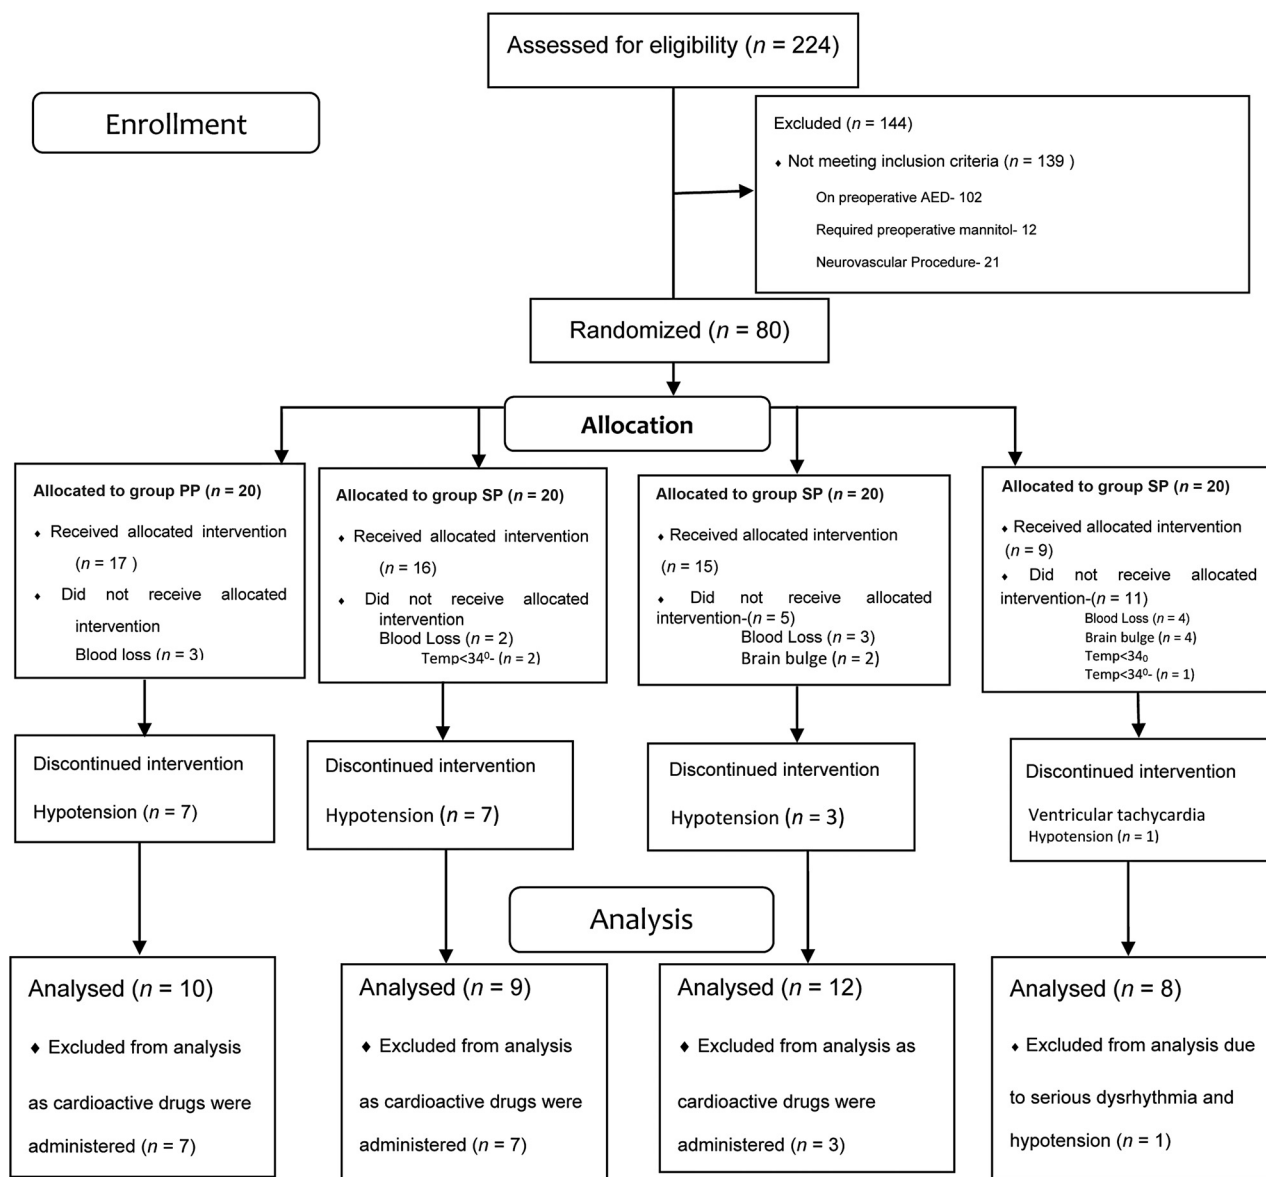 Assessed for eligibility (n = 224)
Enrollment
Excluded (n = 144)
♦ Not meeting inclusion criteria (n = 139 )
On preoperative AED- 102
Required preoperative mannitol- 12
Neurovascular Procedure- 21
Randomized (n = 80)
Allocation
Allocated to group PP (n = 20)
♦ Received allocated intervention
(n = 17 )
♦ Did not receive allocated
intervention
Blood loss (n = 3)
Allocated to group SP (n = 20)
♦ Received allocated intervention
(n = 16)
♦ Did not receive allocated
intervention
Blood Loss (n = 2)
Temp<34⁰- (n = 2)
Allocated to group SP (n = 20)
♦ Received allocated intervention
(n = 15)
♦ Did not receive allocated
intervention-(n = 5)
Blood Loss (n = 3)
Brain bulge (n = 2)
Allocated to group SP (n = 20)
♦ Received allocated intervention
(n = 9)
♦ Did not receive allocated
intervention-(n = 11)
Blood Loss (n = 4)
Brain bulge (n = 4)
Temp<34₀
Temp<34⁰- (n = 1)
Discontinued intervention
Hypotension (n = 7)
Discontinued intervention
Hypotension (n = 7)
Discontinued intervention
Hypotension (n = 3)
Discontinued intervention
Ventricular tachycardia
Hypotension (n = 1)
Analysis
Analysed (n = 10)
♦ Excluded from analysis
as cardioactive drugs were
administered (n = 7)
Analysed (n = 9)
♦ Excluded from analysis
as cardioactive drugs were
administered (n = 7)
Analysed (n = 12)
♦ Excluded from analysis as
cardioactive drugs were
administered (n = 3)
Analysed (n = 8)
♦ Excluded from analysis due
to serious dysrhythmia and
hypotension (n = 1)